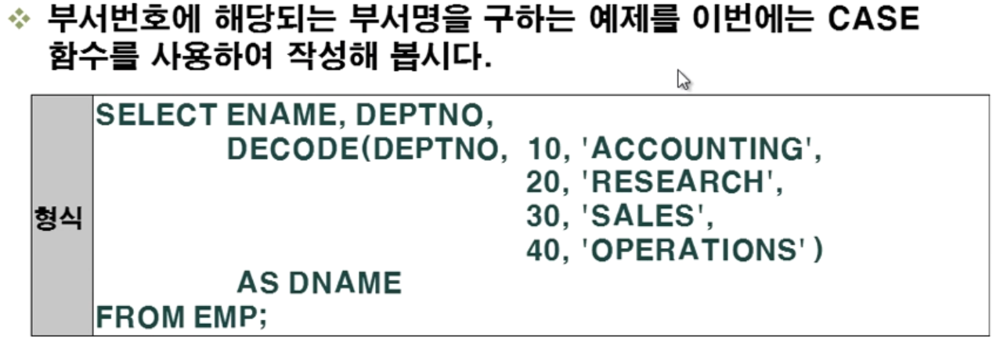 부서번호에 해당되는 부서명을 구하는 예제를 이번에는 CASE
함수를 사용하여 작성해 봅시다.
형식
SELECT ENAME, DEPTNO,
DECODE(DEPTNO, 10, 'ACCOUNTING',
20, 'RESEARCH',
30, 'SALES',
40, 'OPERATIONS' )
AS DNAME
FROM EMP;